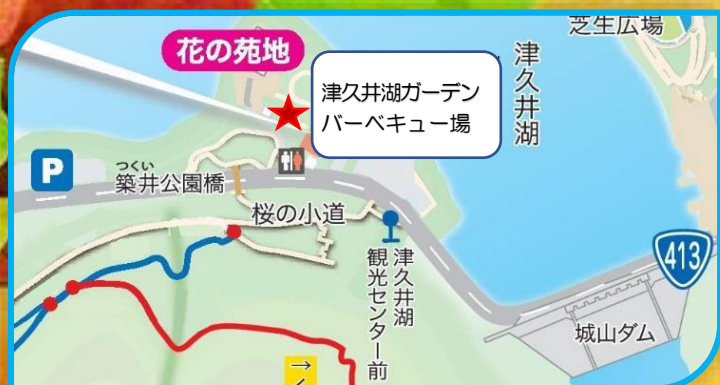 芝生広場
花の苑地
津久井湖ガーデン
バーベキュー場
津久井湖
P
つくい
築井公園橋
桜の小道
津久井湖
観光センター前
413
城山ダム
→